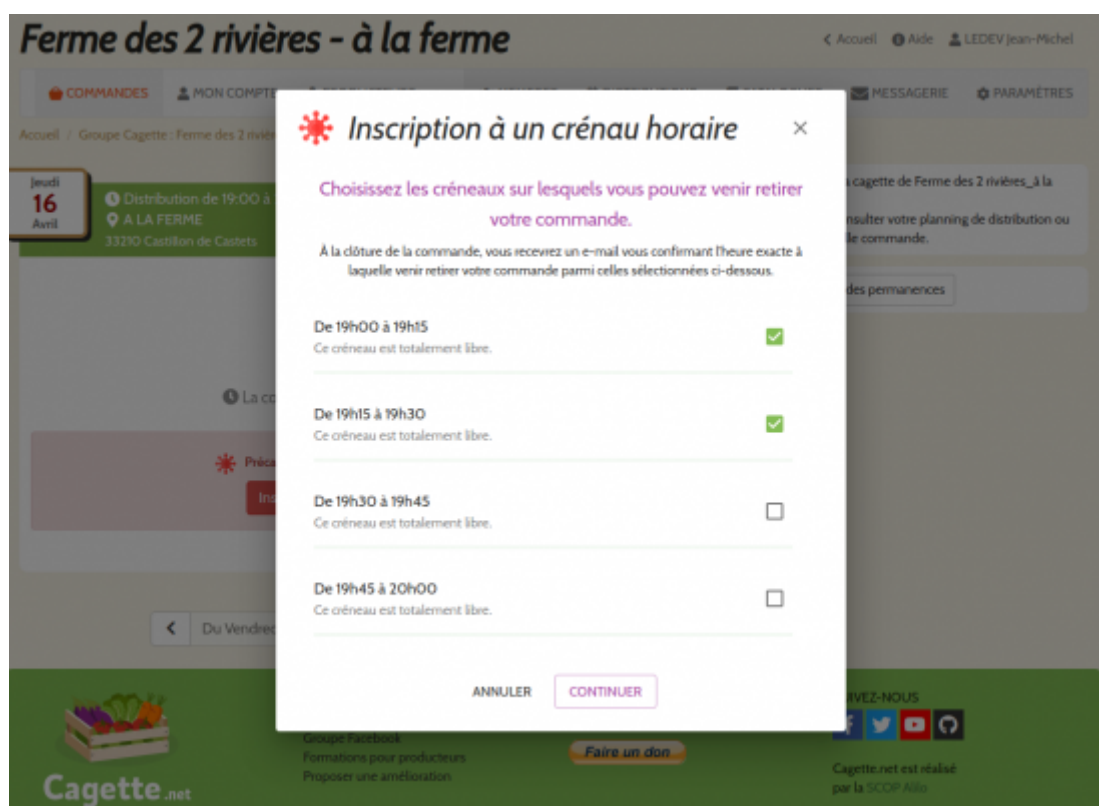 Ferme des 2 rivières - à la ferme
Accueil Aide LEDEV Jean-Michel
COMMANDES MON COMPTE MESSAGERIE PARAMÈTRES
Accueil / Groupe Cagette : Ferme des 2 rivièr
Inscription à un crénau horaire ×
Jeudi
16
Avril
Distribution de 19:00 à
A LA FERME
33210 Castillon de Castets
Choisissez les créneaux sur lesquels vous pouvez venir retirer
votre commande.
À la clôture de la commande, vous recevrez un e-mail vous confirmant l'heure exacte à
laquelle venir retirer votre commande parmi celles sélectionnées ci-dessous.
cagette de Ferme des 2 rivières_à la
nsulter votre planning de distribution ou
le commande.
des permanences
De 19h00 à 19h15
Ce créneau est totalement libre.
De 19h15 à 19h30
Ce créneau est totalement libre.
De 19h30 à 19h45
Ce créneau est totalement libre.
De 19h45 à 20h00
Ce créneau est totalement libre.
La co
Préca
Ins
Du Vendred
ANNULER CONTINUER
Cagette.net
Groupe Facebook
Formations pour producteurs
Proposer une amélioration
Faire un don
IVEZ-NOUS
Cagette.net est réalisé
par la SCOP Alilo